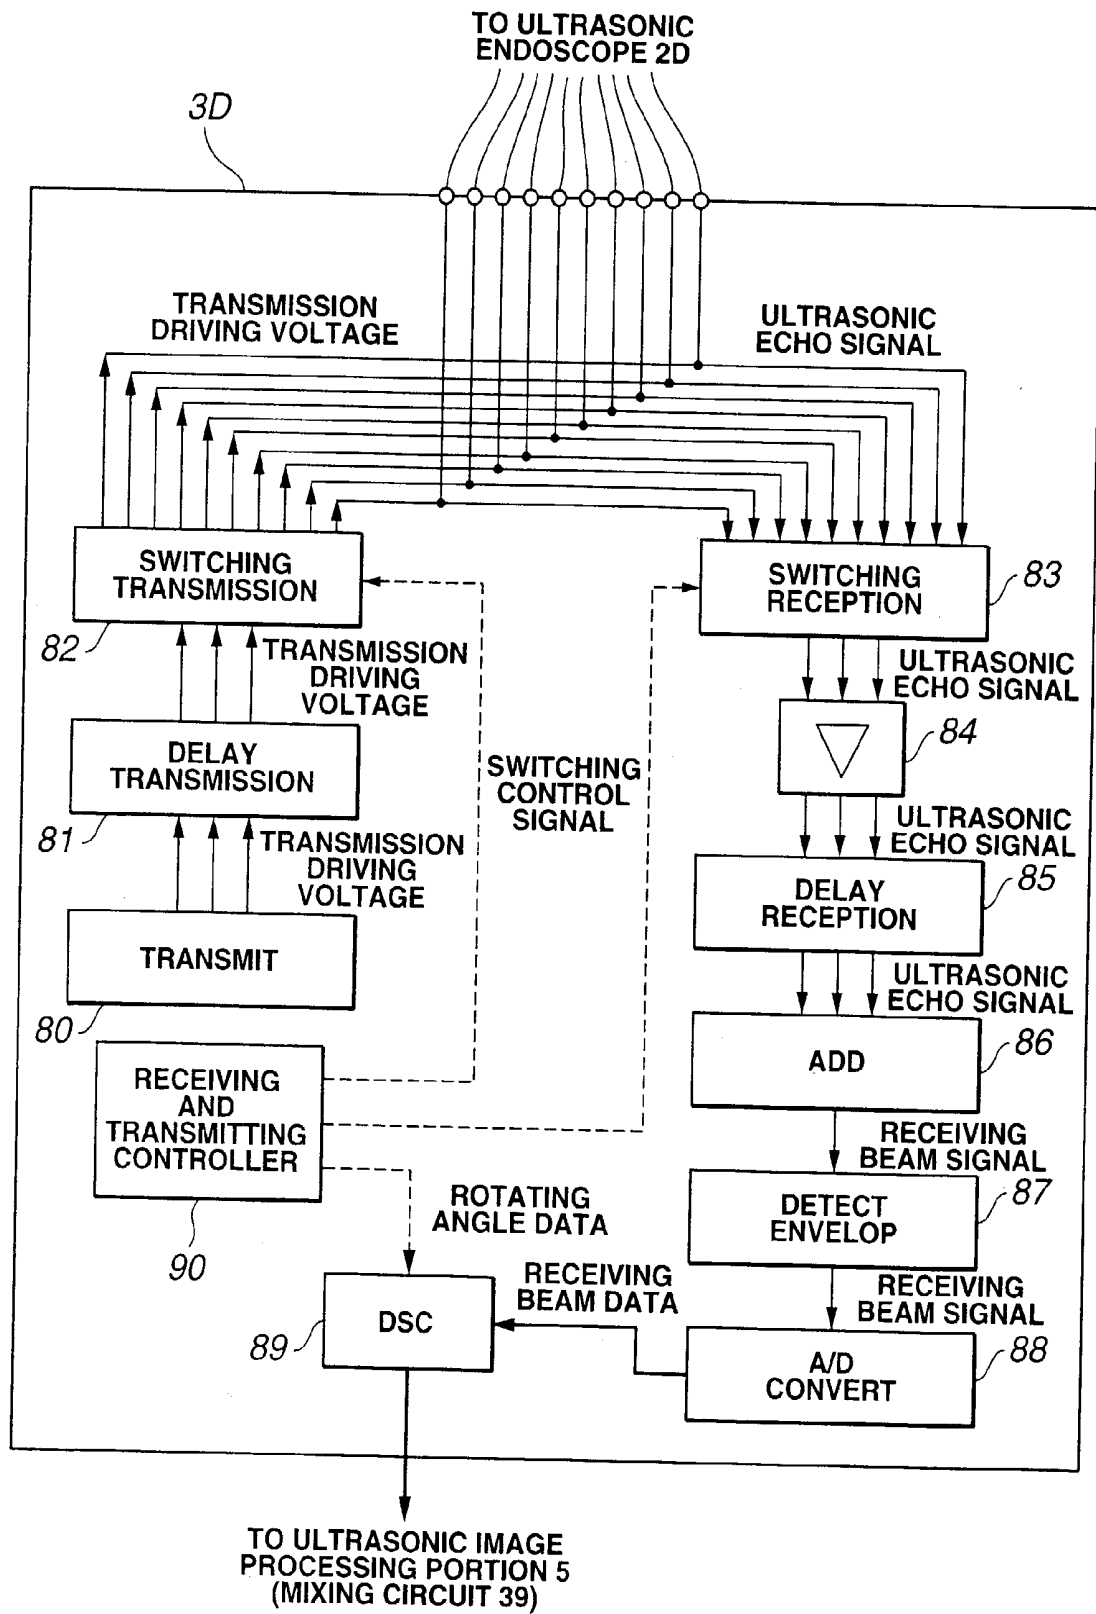 TO ULTRASONIC
ENDOSCOPE 2D
3D
TRANSMISSION
DRIVING VOLTAGE
ULTRASONIC
ECHO SIGNAL
SWITCHING
TRANSMISSION
82
SWITCHING
RECEPTION
83
TRANSMISSION
DRIVING
VOLTAGE
ULTRASONIC
ECHO SIGNAL
84
DELAY
TRANSMISSION
81
SWITCHING
CONTROL
SIGNAL
TRANSMISSION
DRIVING
VOLTAGE
ULTRASONIC
ECHO SIGNAL
DELAY
RECEPTION
85
TRANSMIT
80
ULTRASONIC
ECHO SIGNAL
ADD
86
RECEIVING
AND
TRANSMITTING
CONTROLLER
90
RECEIVING
BEAM SIGNAL
DETECT
ENVELOP
87
ROTATING
ANGLE DATA
RECEIVING
BEAM SIGNAL
DSC
89
RECEIVING
BEAM DATA
A/D
CONVERT
88
TO ULTRASONIC IMAGE
PROCESSING PORTION 5
(MIXING CIRCUIT 39)